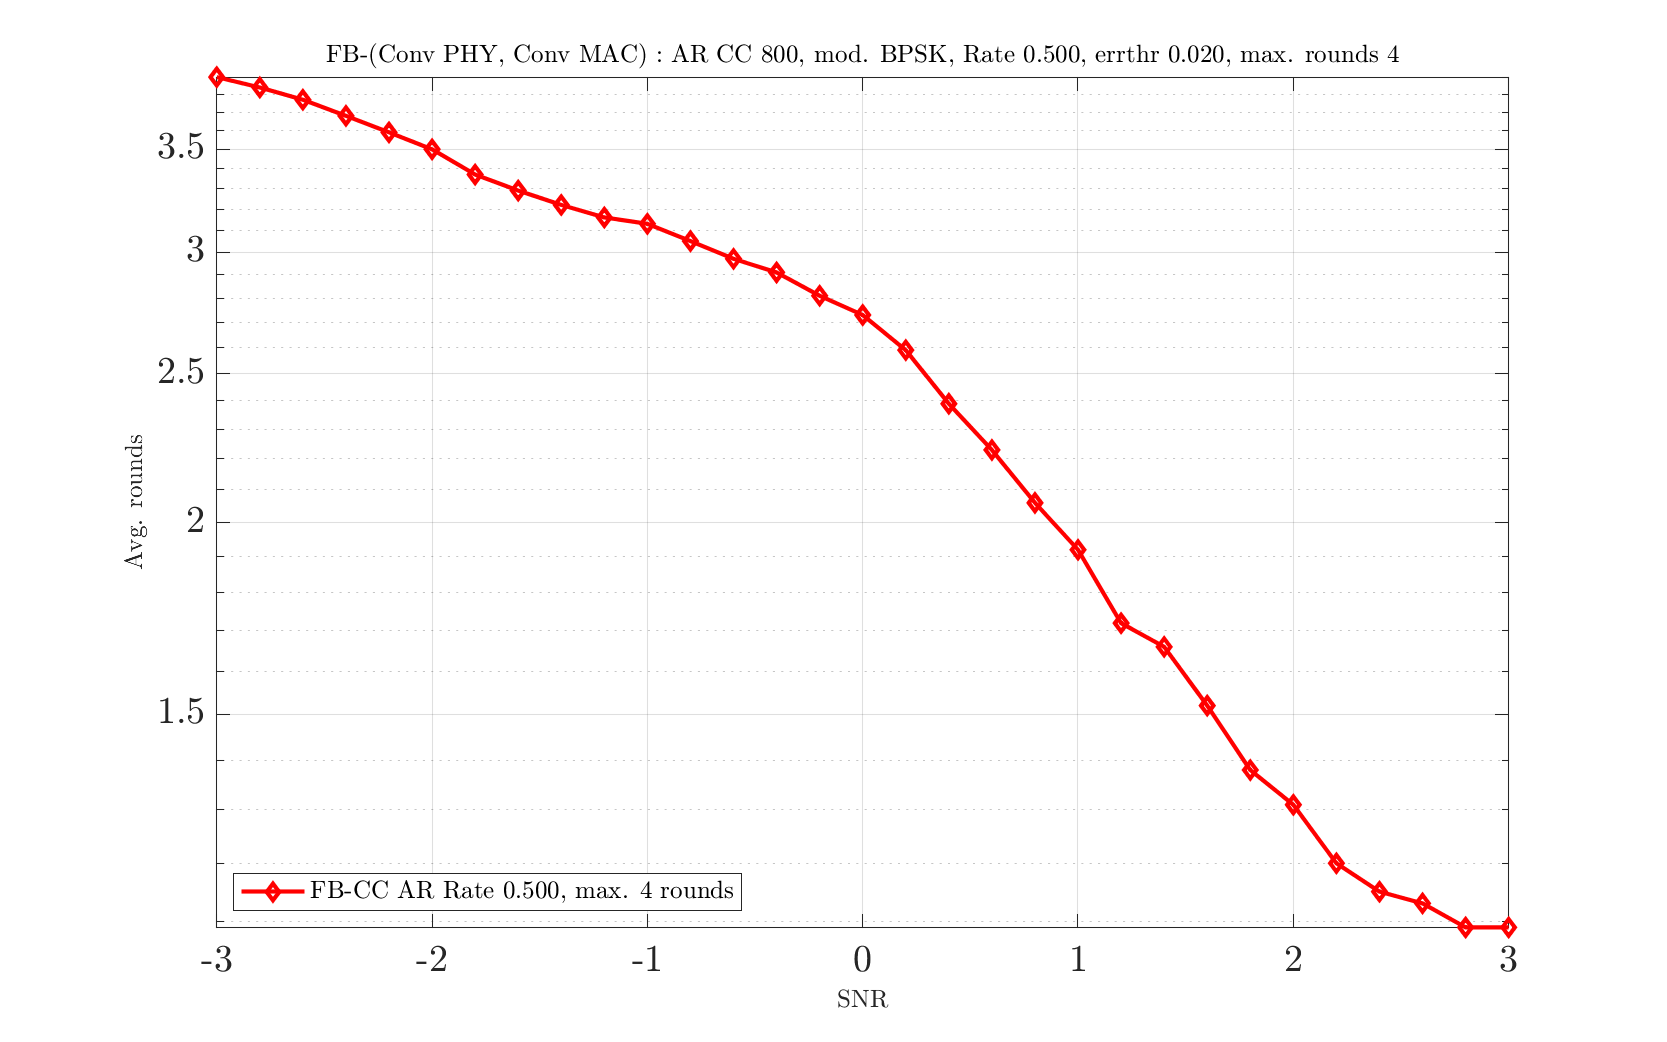 FB-(Conv PHY, Conv MAC) : AR CC 800, mod. BPSK, Rate 0.500, errthr 0.020, max. rounds 4
3.5
3
2.5
2
1.5
Avg. rounds
FB-CC AR Rate 0.500, max. 4 rounds
-3 -2 -1 0 1 2 3
SNR